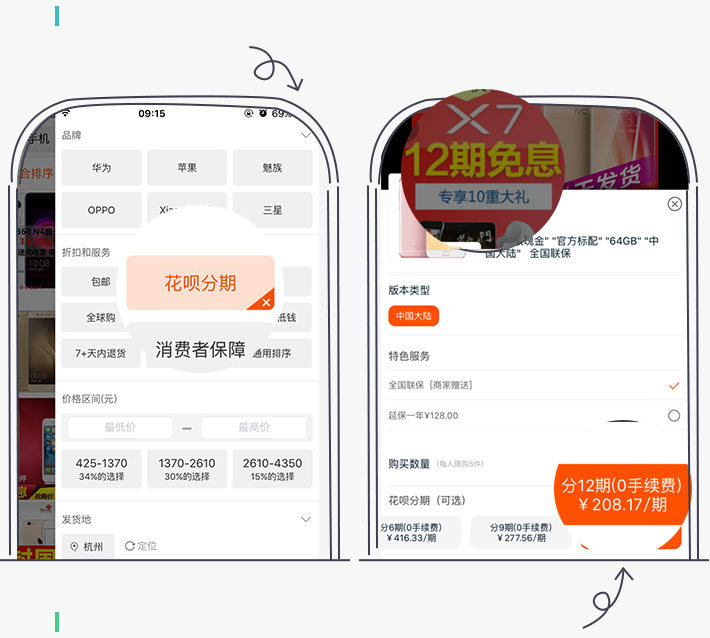 09:15
69%
手机
品牌
合排序
华为
苹果
魅族
OPPO
三星
360 N4真
折扣和服务
包邮
花呗分期
全球购
7+天内退货
消费者保障
通用排序
价格区间(元)
最低价
最高价
425-1370
34%的选择
1370-2610
30%的选择
2610-4350
15%的选择
发货地
杭州
定位
X7
12期免息
专享10重大礼
天发货
现金" "官方标配" "64GB" "中
国大陆" 全国联保
版本类型
中国大陆
特色服务
全国联保［商家赠送］
延保一年¥128.00
购买数量
(每人限购5件)
花呗分期（可选）
分6期(0手续费)
¥416.33/期
分9期(0手续费)
¥277.56/期
分12期(0手续费)
¥208.17/期